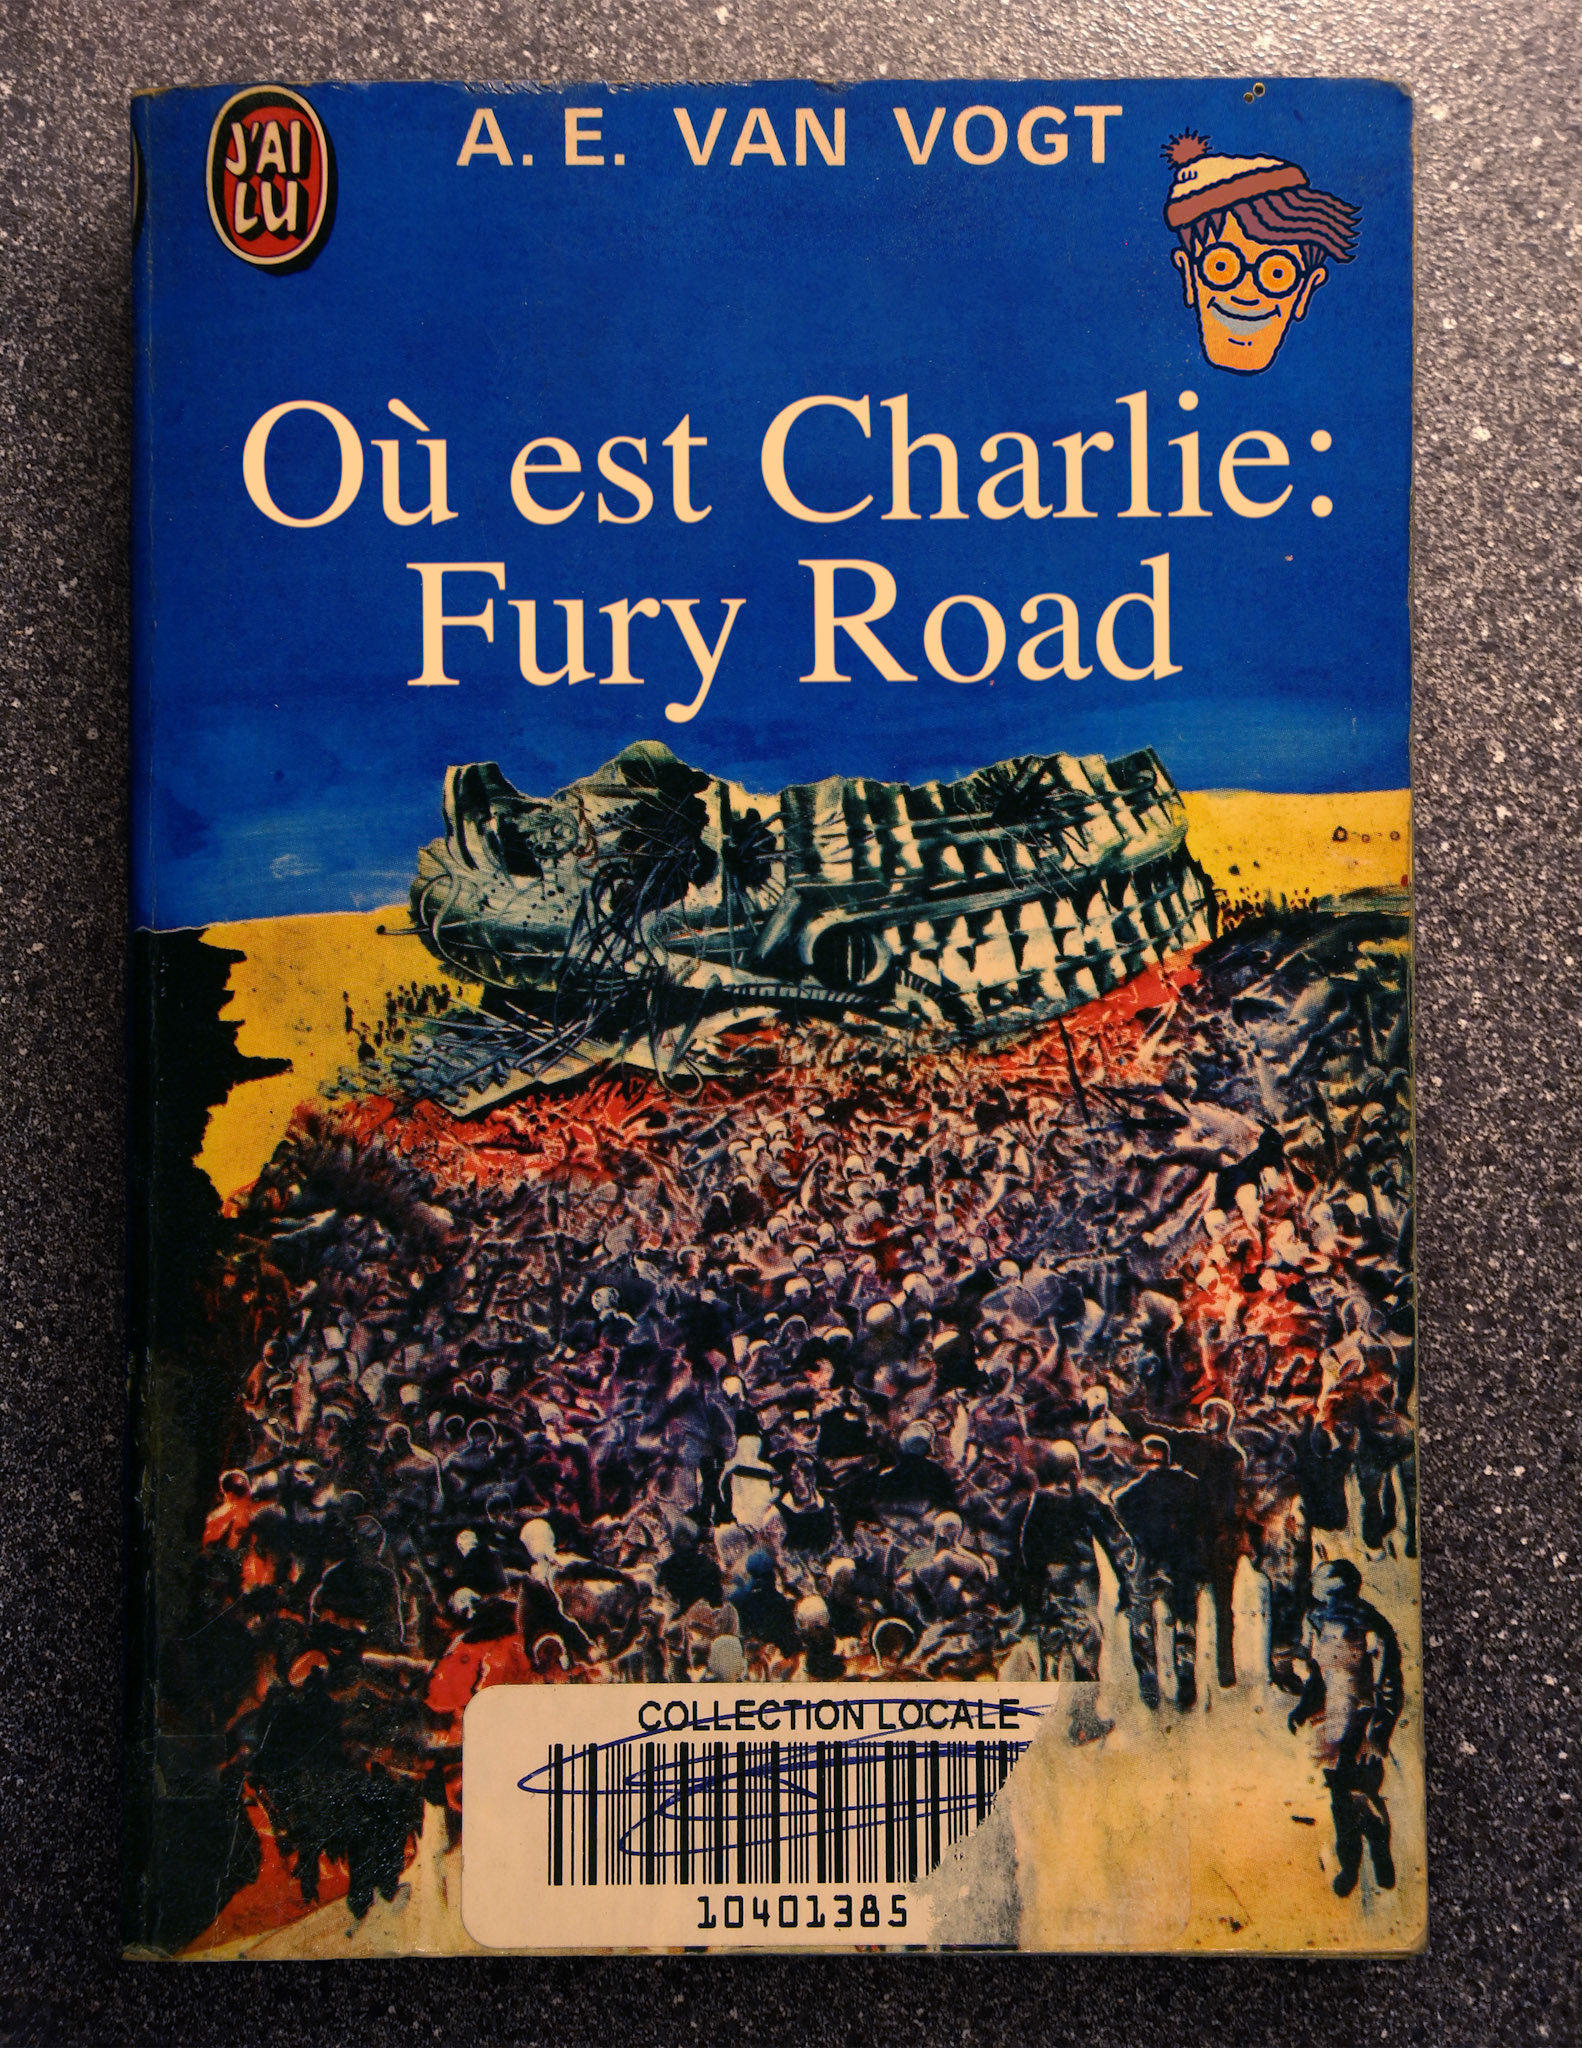 J'AI
LU
A. E. VAN VOGT
Où est Charlie:
Fury Road
COLLECTION LOCALE
10401385